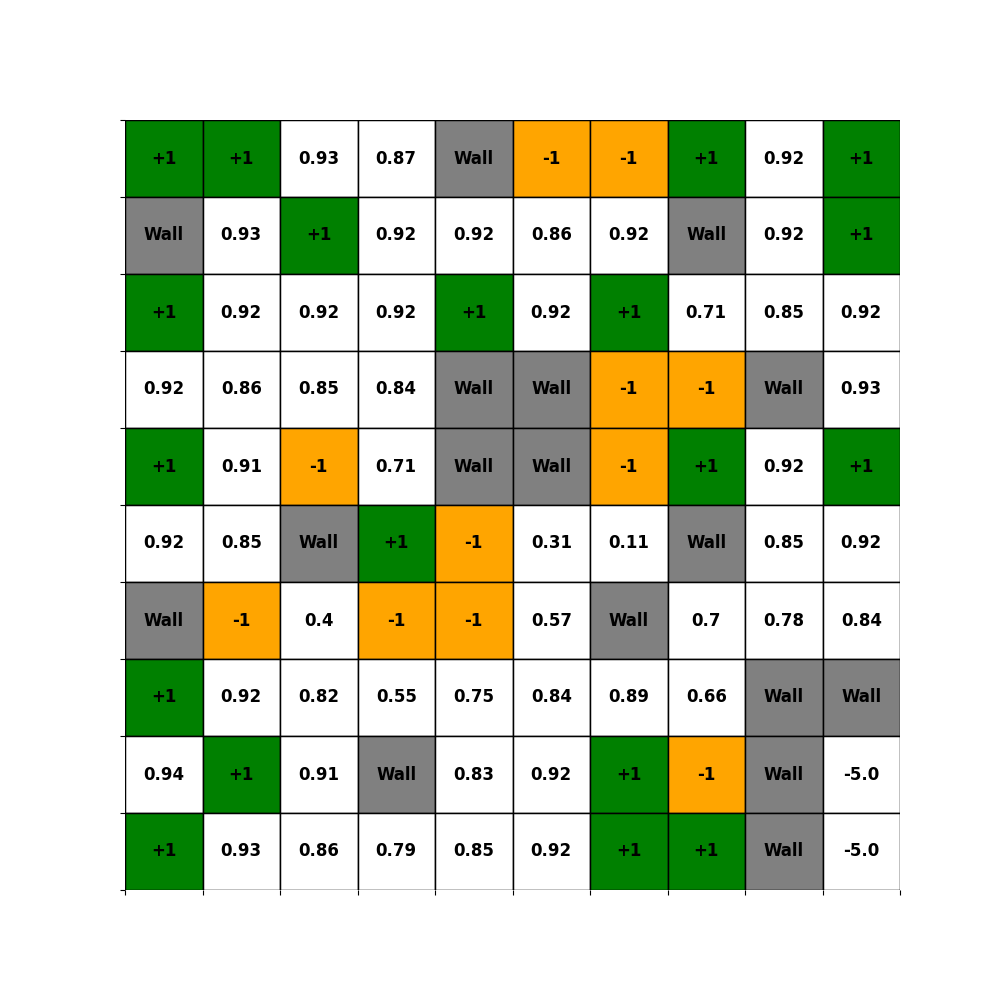 +1 +1 0.93 0.87 Wall -1 -1 +1 0.92 +1
Wall 0.93 +1 0.92 0.92 0.86 0.92 Wall 0.92 +1
+1 0.92 0.92 0.92 +1 0.92 +1 0.71 0.85 0.92
0.92 0.86 0.85 0.84 Wall Wall -1 -1 Wall 0.93
+1 0.91 -1 0.71 Wall Wall -1 +1 0.92 +1
0.92 0.85 Wall +1 -1 0.31 0.11 Wall 0.85 0.92
Wall -1 0.4 -1 -1 0.57 Wall 0.7 0.78 0.84
+1 0.92 0.82 0.55 0.75 0.84 0.89 0.66 Wall Wall
0.94 +1 0.91 Wall 0.83 0.92 +1 -1 Wall -5.0
+1 0.93 0.86 0.79 0.85 0.92 +1 +1 Wall -5.0